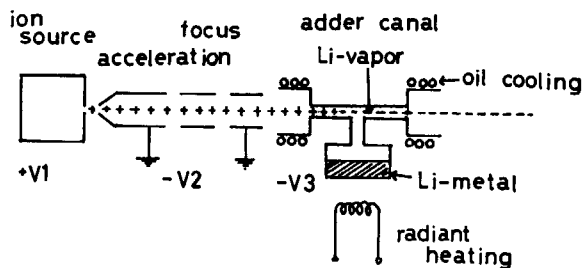 ion
source
acceleration
focus
adder canal
Li-vapor
oil cooling
+ + + + + + + + + + + + + + + + + + + + + +
+V1
-V2
-V3
Li-metal
radiant
heating